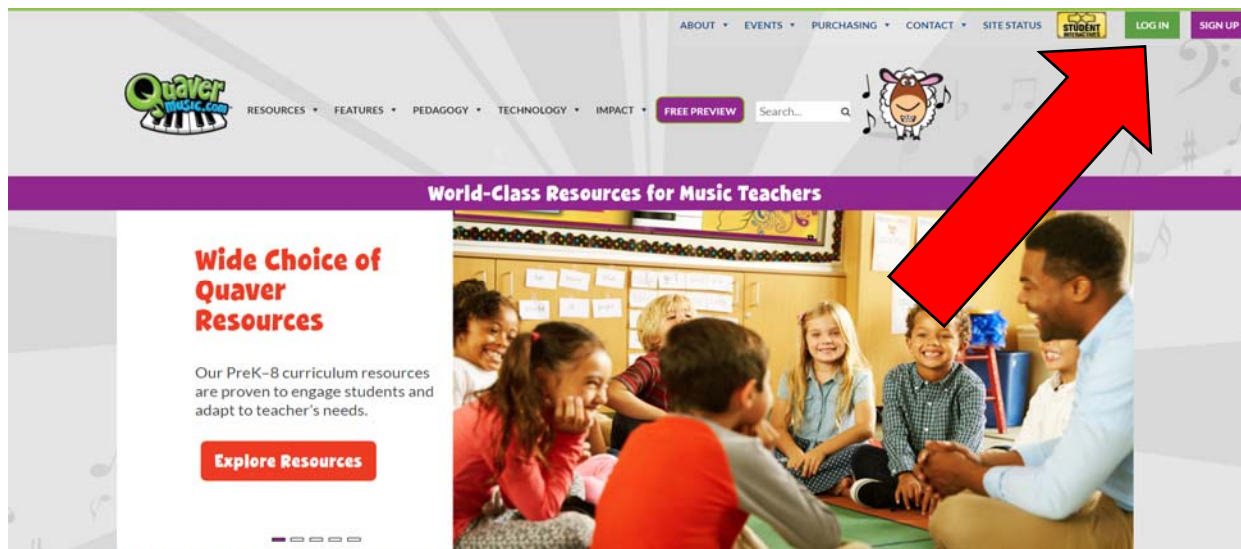 ABOUT EVENTS PURCHASING CONTACT SITE STATUS STUDENT INTERACTIVES LOG IN SIGN UP
Quaver
music.com
RESOURCES FEATURES PEDAGOGY TECHNOLOGY IMPACT FREE PREVIEW Search...
World-Class Resources for Music Teachers
Wide Choice of
Quaver
Resources
Our PreK–8 curriculum resources
are proven to engage students and
adapt to teacher's needs.
Explore Resources